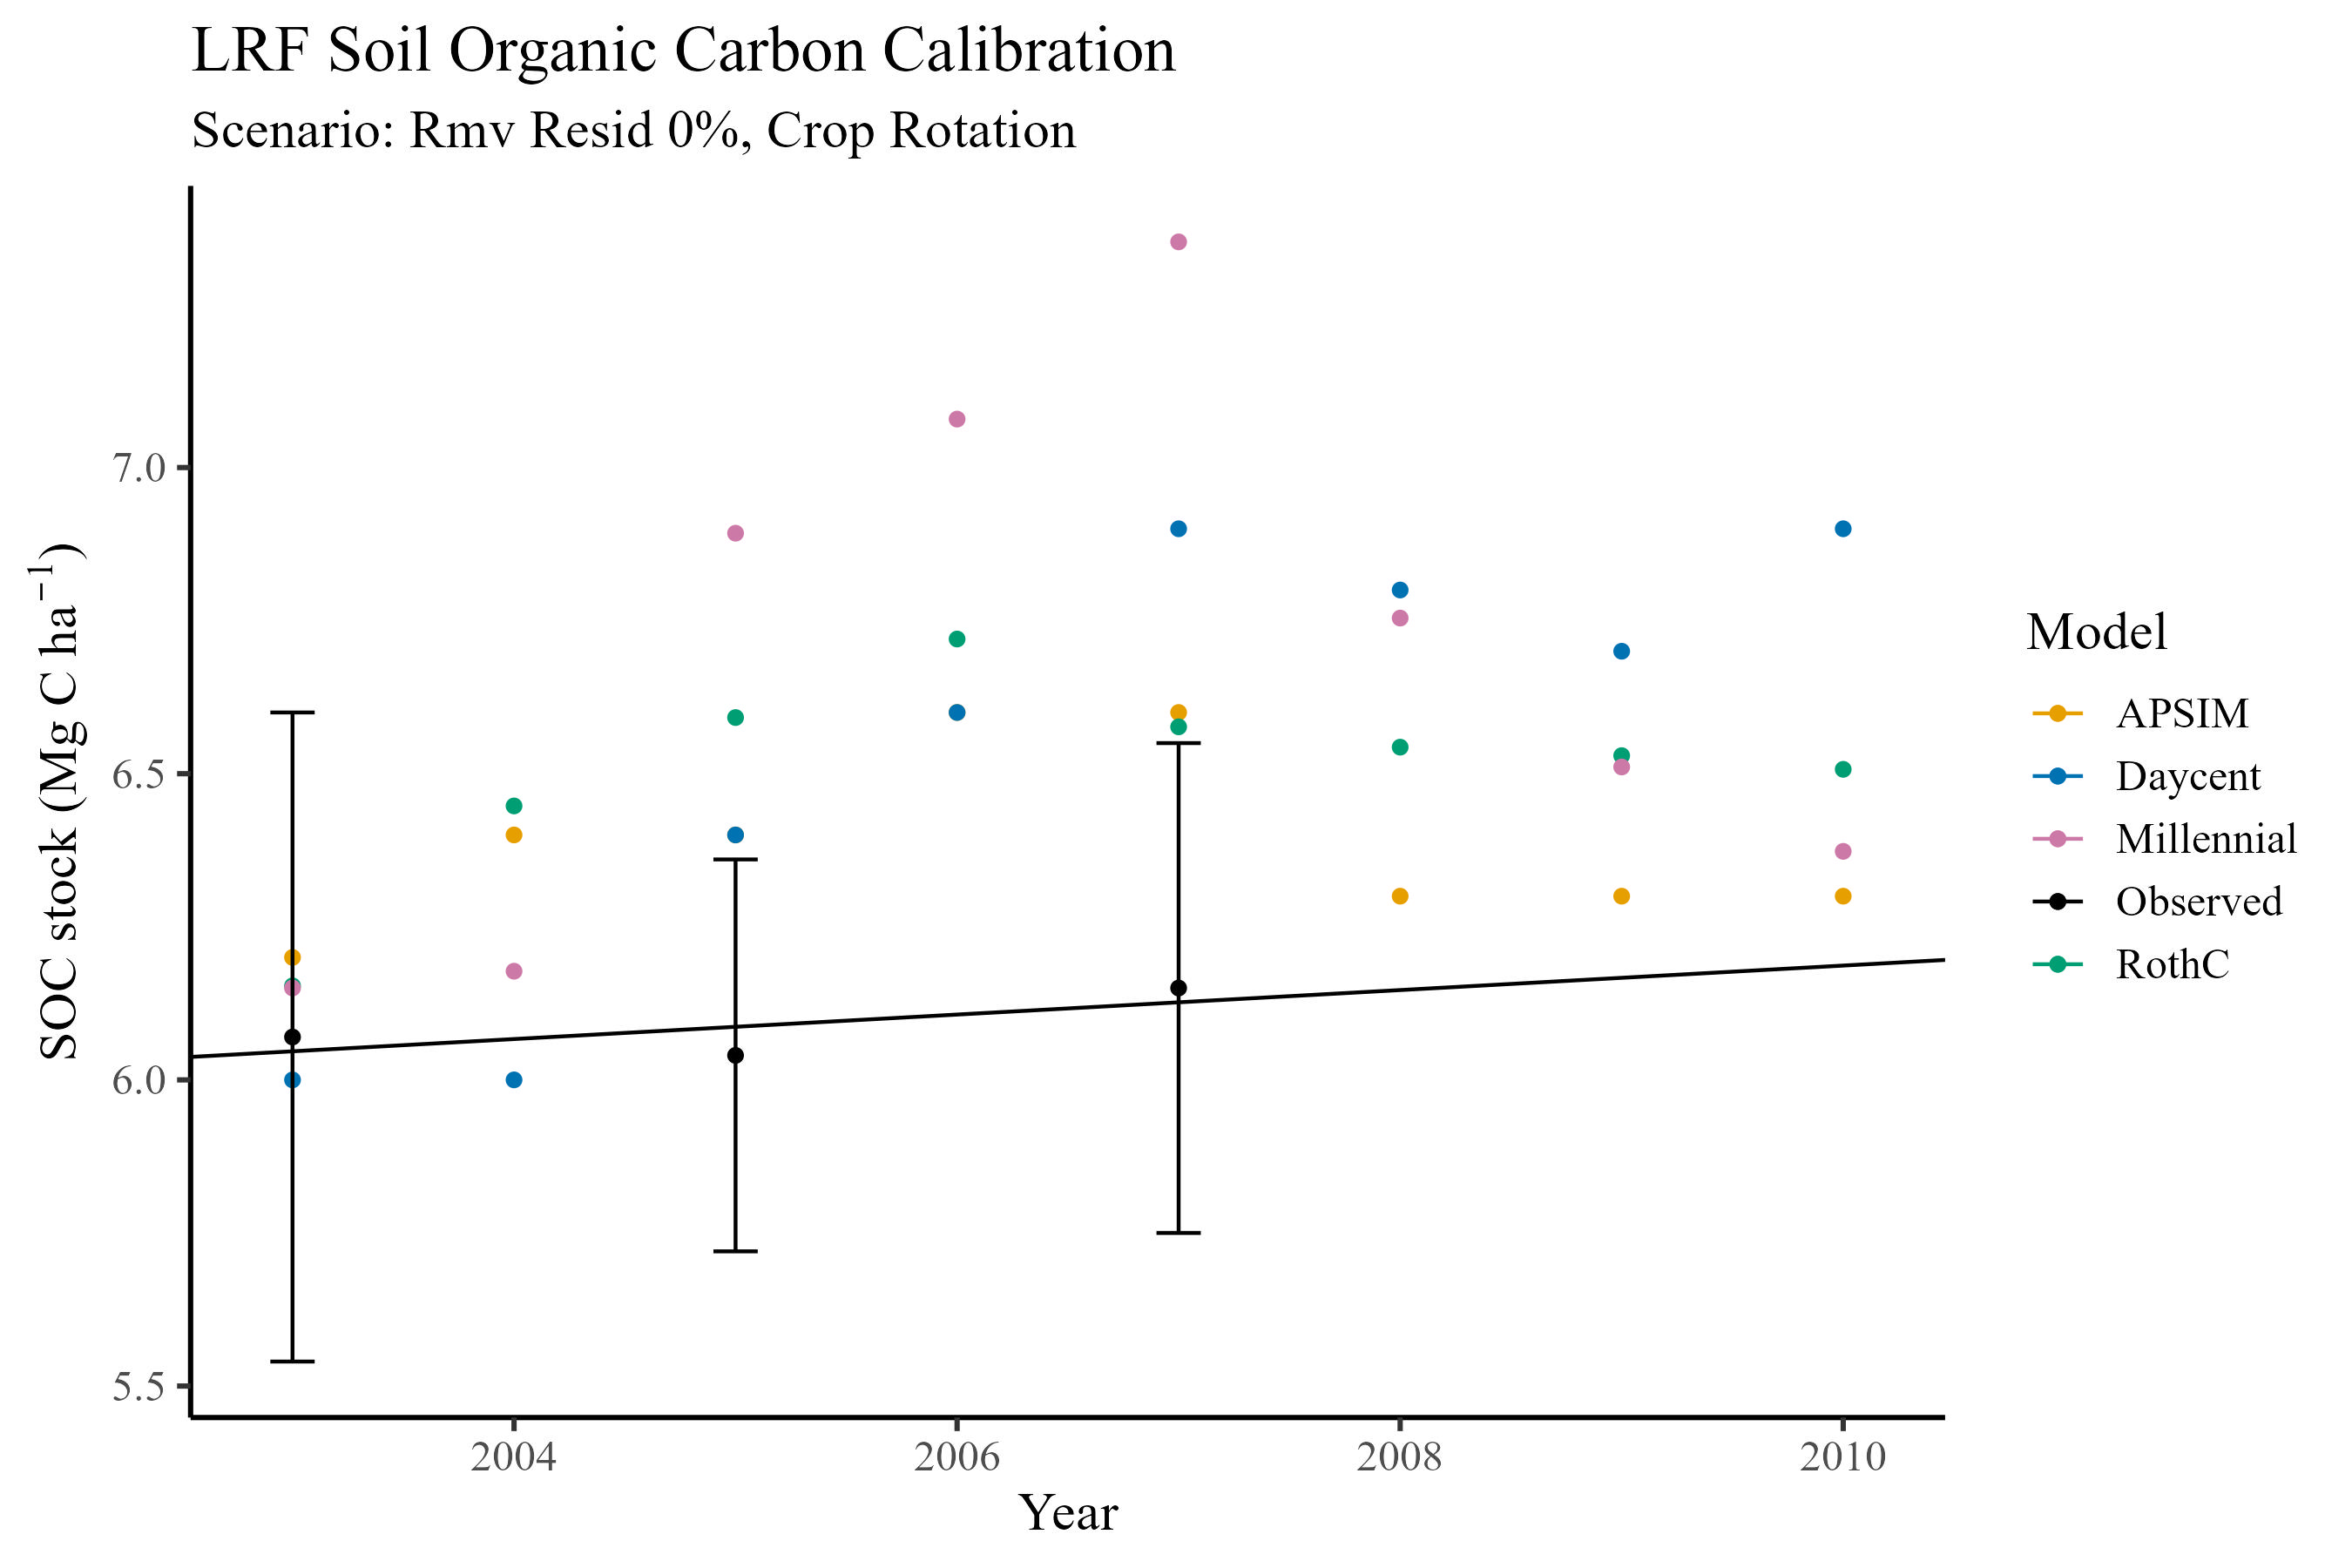 LRF Soil Organic Carbon Calibration
Scenario: Rmv Resid 0%, Crop Rotation
SOC stock (Mg C ha⁻¹)
7.0
6.5
6.0
5.5
2004
2006
2008
2010
Year
Model
APSIM
Daycent
Millennial
Observed
RothC